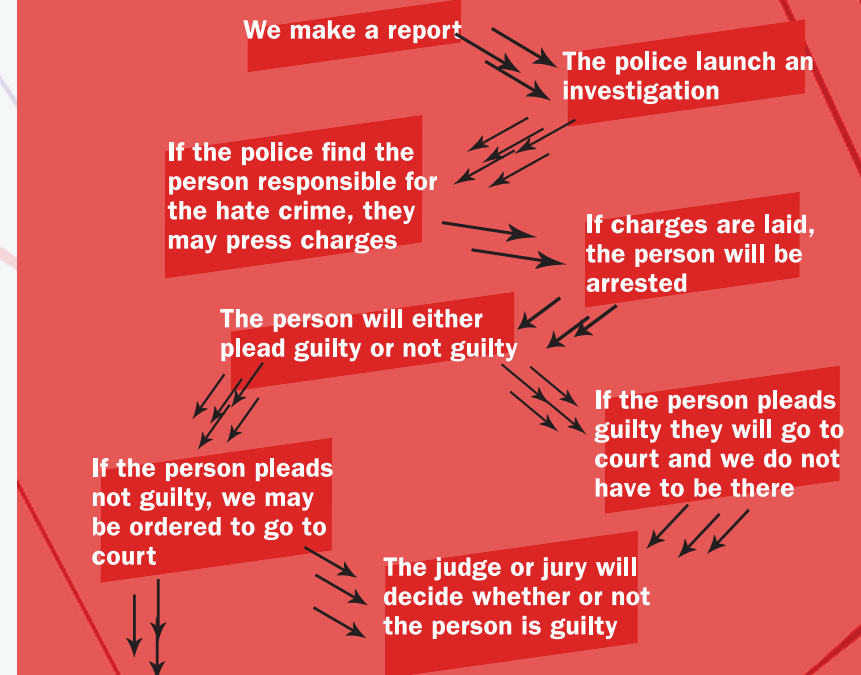 We make a report
The police launch an
investigation
If the police find the
person responsible for
the hate crime, they
may press charges
If charges are laid,
the person will be
arrested
The person will either
plead guilty or not guilty
If the person pleads
guilty they will go to
court and we do not
have to be there
If the person pleads
not guilty, we may
be ordered to go to
court
The judge or jury will
decide whether or not
the person is guilty